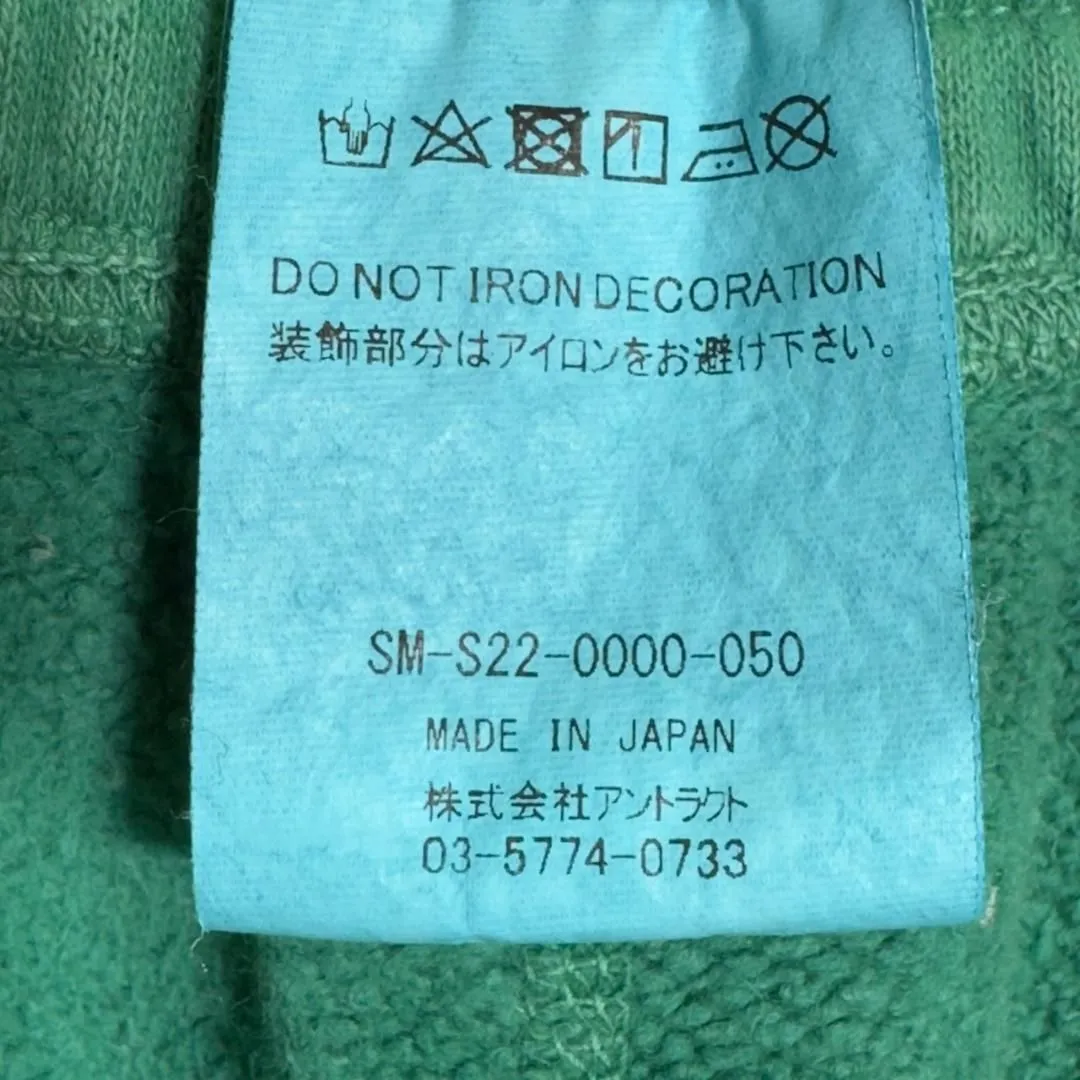 DO NOT IRON DECORATION
装飾部分はアイロンをお避け下さい。
SM-S22-0000-050
MADE IN JAPAN
株式会社アントラクト
03-5774-0733